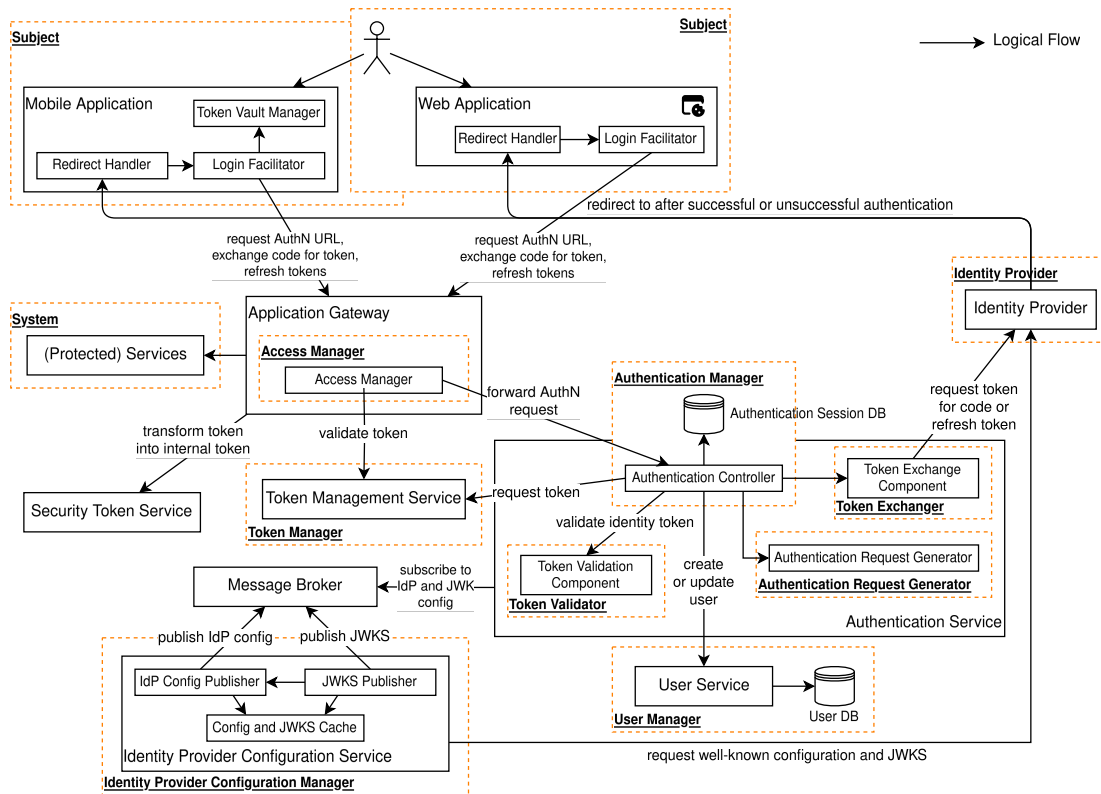 Subject
Subject
Logical Flow
Mobile Application
Token Vault Manager
Redirect Handler
Login Facilitator
Web Application
Redirect Handler
Login Facilitator
redirect to after successful or unsuccessful authentication
request AuthN URL,
exchange code for token,
refresh tokens
request AuthN URL,
exchange code for token,
refresh tokens
Identity Provider
Identity Provider
System
(Protected) Services
Application Gateway
Access Manager
Access Manager
forward AuthN
request
Authentication Manager
Authentication Session DB
request token
for code or
refresh token
transform token
into internal token
validate token
Security Token Service
Token Management Service
Token Manager
request token
Authentication Controller
Token Exchange
Component
Token Exchanger
validate identity token
Token Validation
Component
Token Validator
create
or update
user
Authentication Request Generator
Authentication Request Generator
Authentication Service
Message Broker
subscribe to
IdP and JWK
config
publish IdP config
publish JWKS
IdP Config Publisher
JWKS Publisher
Config and JWKS Cache
Identity Provider Configuration Service
Identity Provider Configuration Manager
User Service
User DB
User Manager
request well-known configuration and JWKS